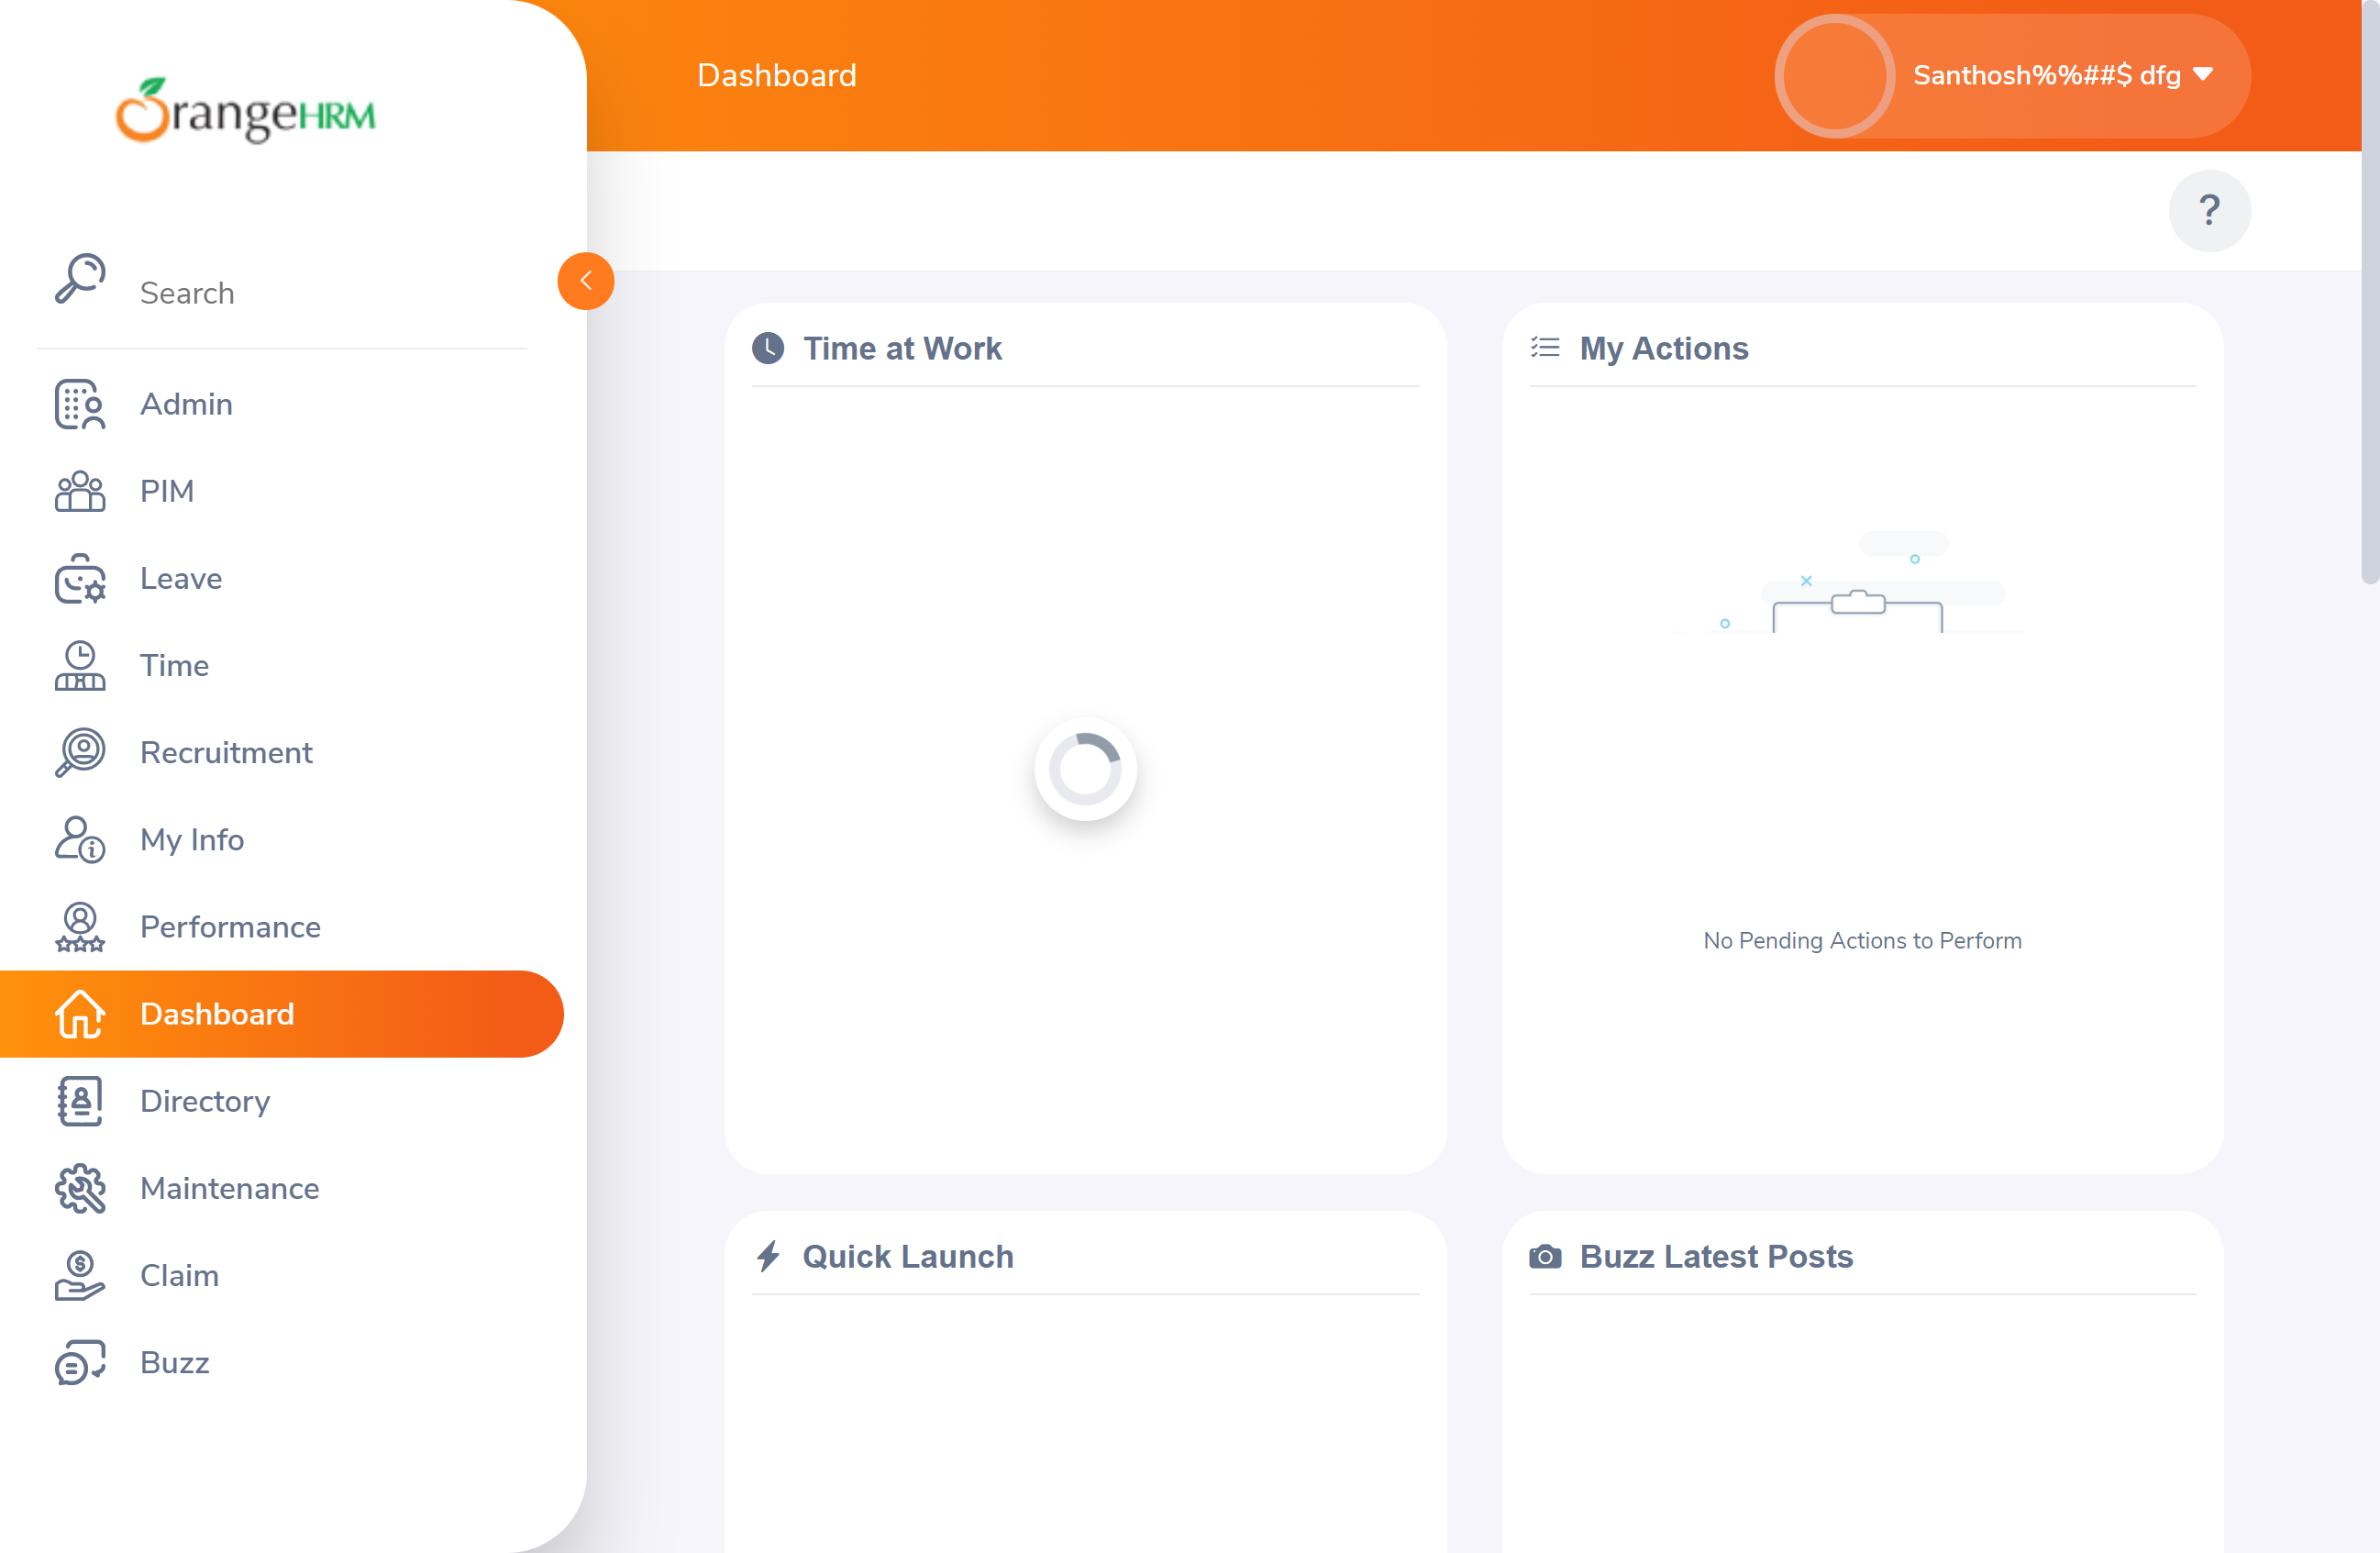 OrangeHRM
Dashboard
Santhosh%%##$ dfg
?
Search
Admin
PIM
Leave
Time
Recruitment
My Info
Performance
Dashboard
Directory
Maintenance
Claim
Buzz
Time at Work
My Actions
No Pending Actions to Perform
Quick Launch
Buzz Latest Posts